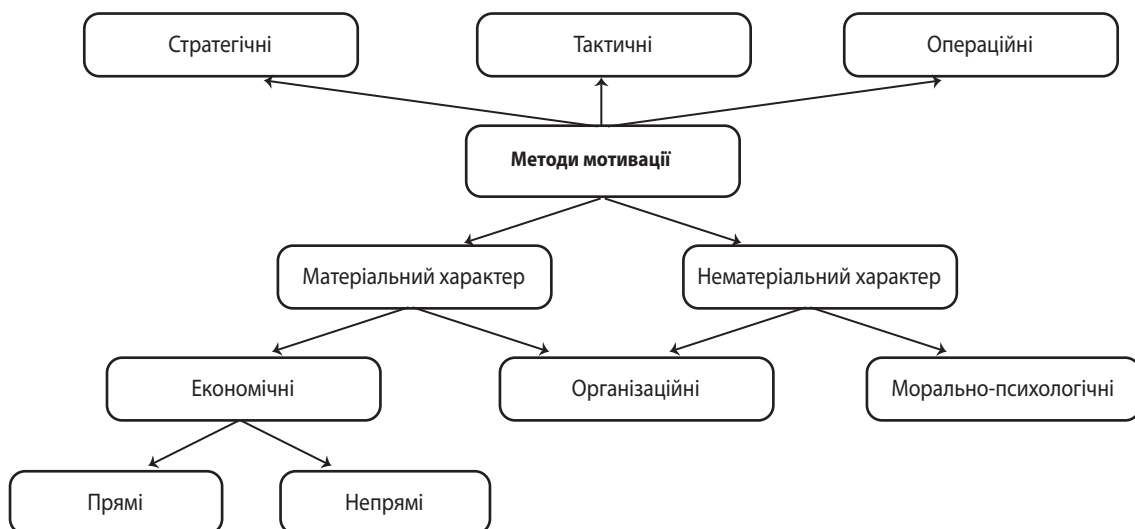 Стратегічні
Тактичні
Операційні
Методи мотивації
Матеріальний характер
Нематеріальний характер
Економічні
Організаційні
Морально-психологічні
Прямі
Непрямі